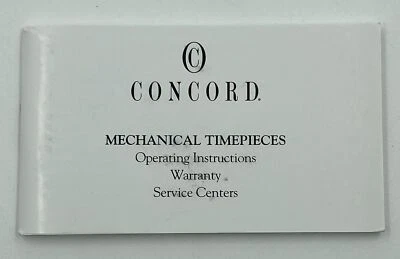 CONCORD®
MECHANICAL TIMEPIECES
Operating Instructions
Warranty
Service Centers